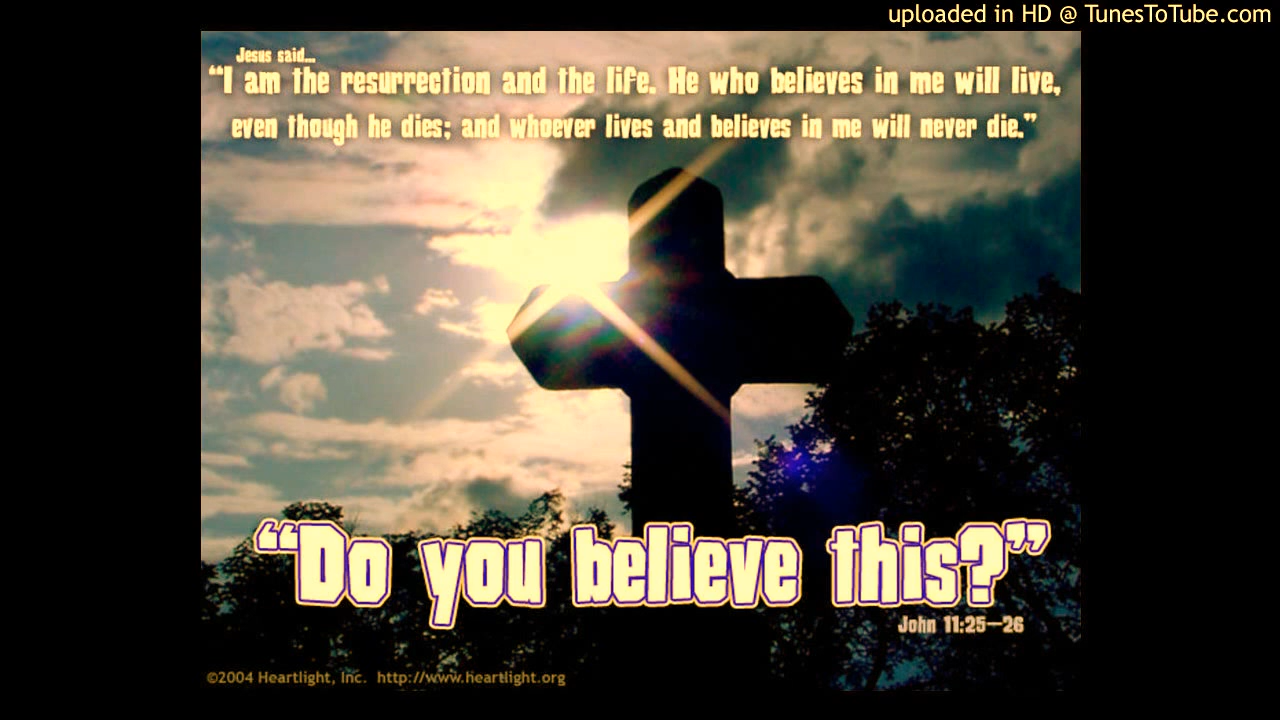 uploaded in HD @ TunesToTube.com
Jesus said...
“I am the resurrection and the life. He who believes in me will live,
even though he dies; and whoever lives and believes in me will never die.”
“Do you believe this?”
John 11:25—26
©2004 Heartlight, Inc. http://www.heartlight.org